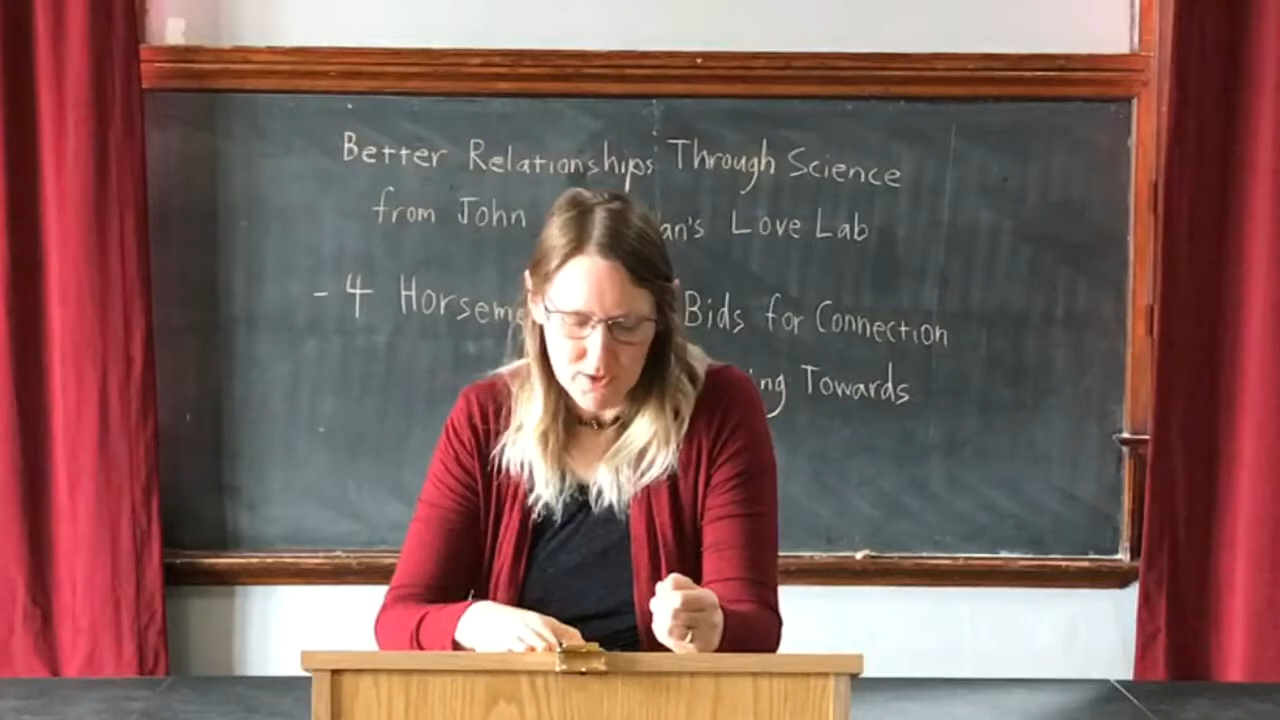 Better Relationships Through Science
from John an's Love Lab
- 4 Horseme Bids for Connection
ing Towards